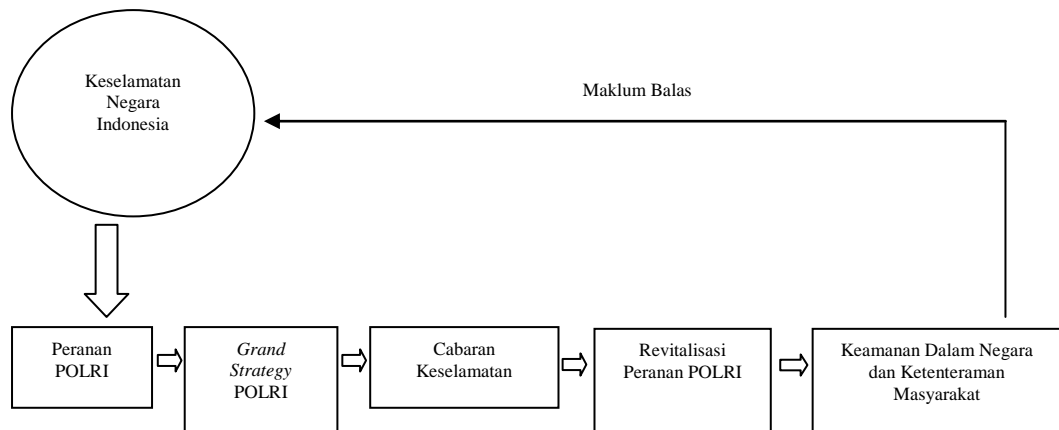 Keselamatan
Negara
Indonesia
Maklum Balas
Peranan
POLRI
Grand
Strategy
POLRI
Cabaran
Keselamatan
Revitalisasi
Peranan POLRI
Keamanan Dalam Negara
dan Ketenteraman
Masyarakat